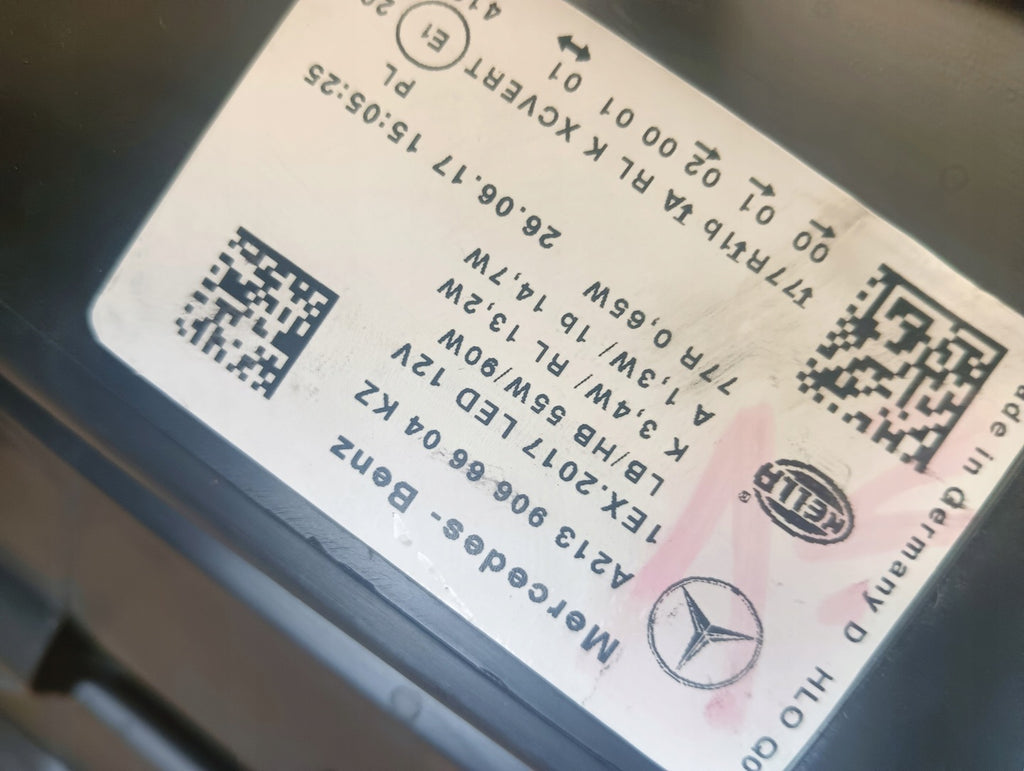 Mercedes- Benz
A213 906 66 04 KZ
1EX.2017 LED 12V
LB/HB 55W/90W
K 3,4W/ RL 13,2W
A 1,3W/ 1b 14,7W
77R 0,65W
26.06.17 15:05:25
PL
E1
HELLA
®
77R 1b 1A RL K XCVERT
00 01 02 00 01 01
in Germany D HLO